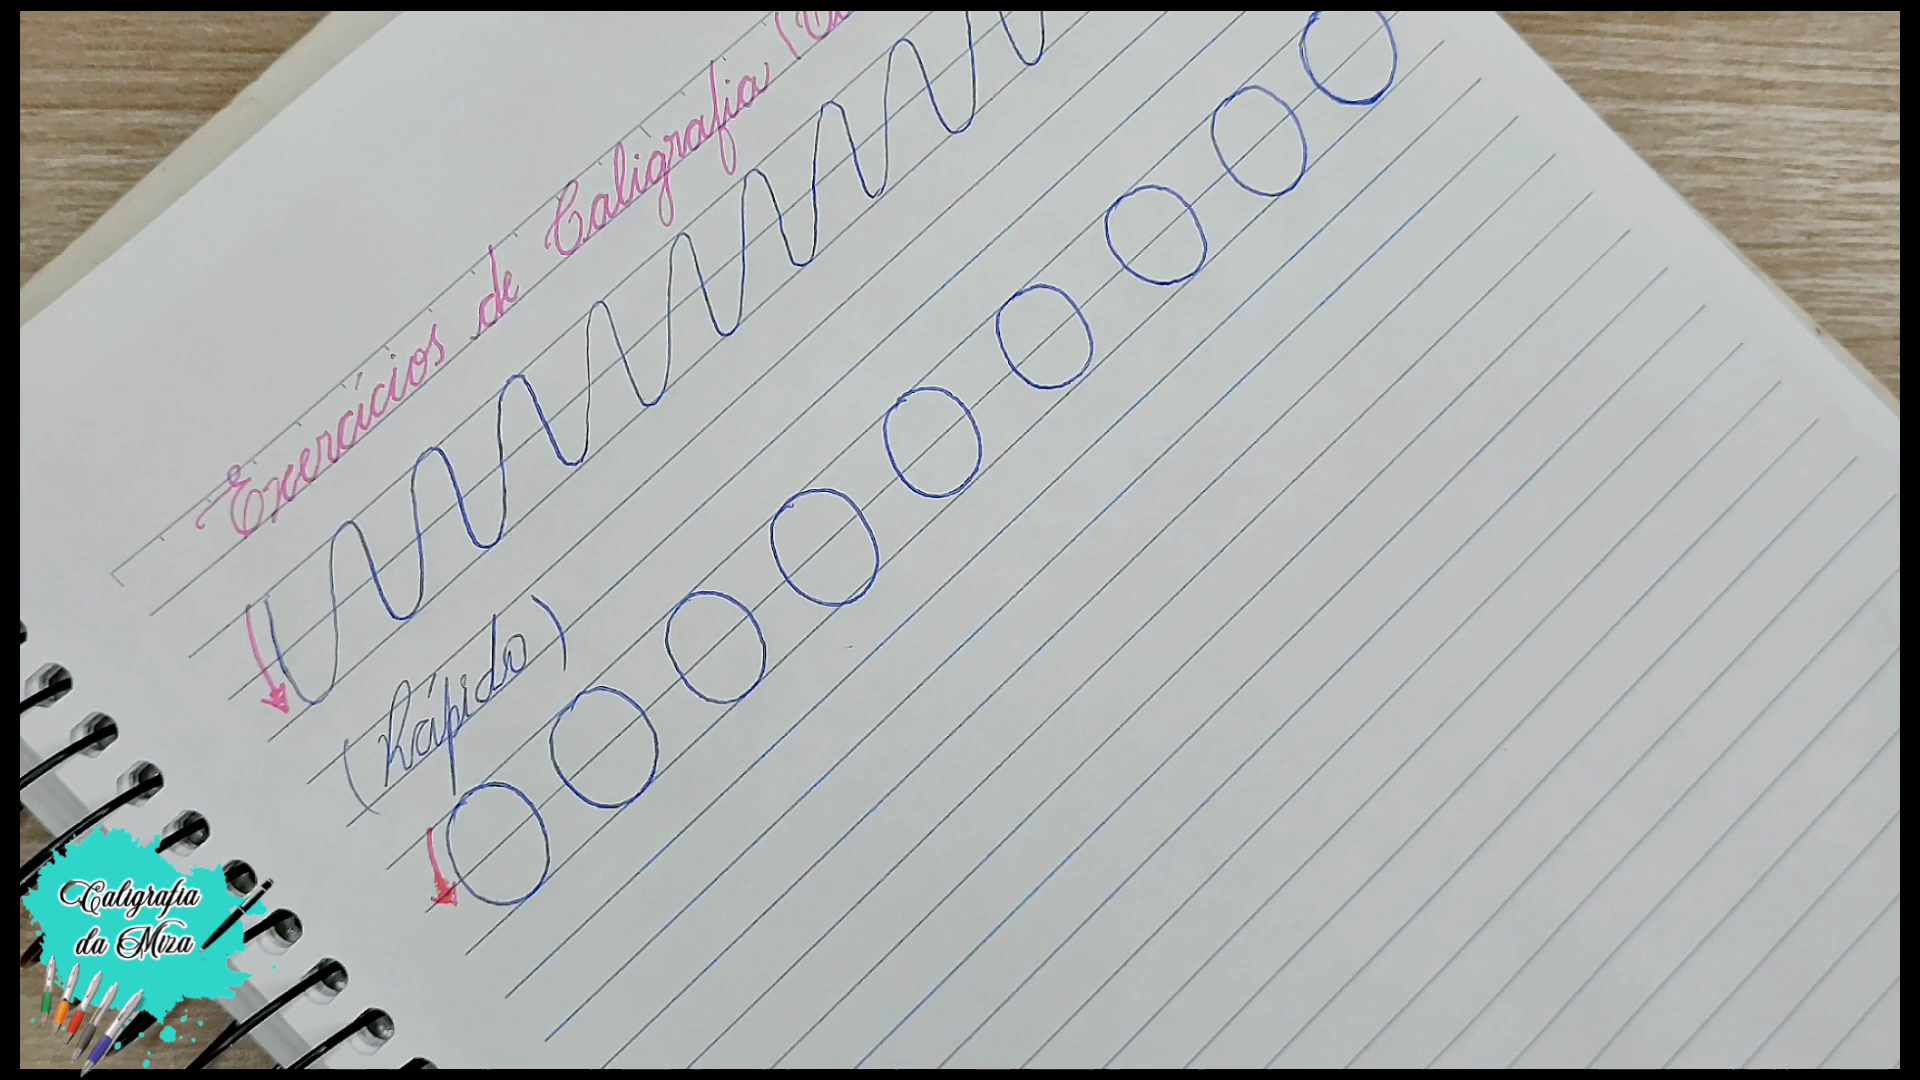 Exercícios de Caligrafia
(Rápido)
O O O O O O O O O
Caligrafia
da Miza